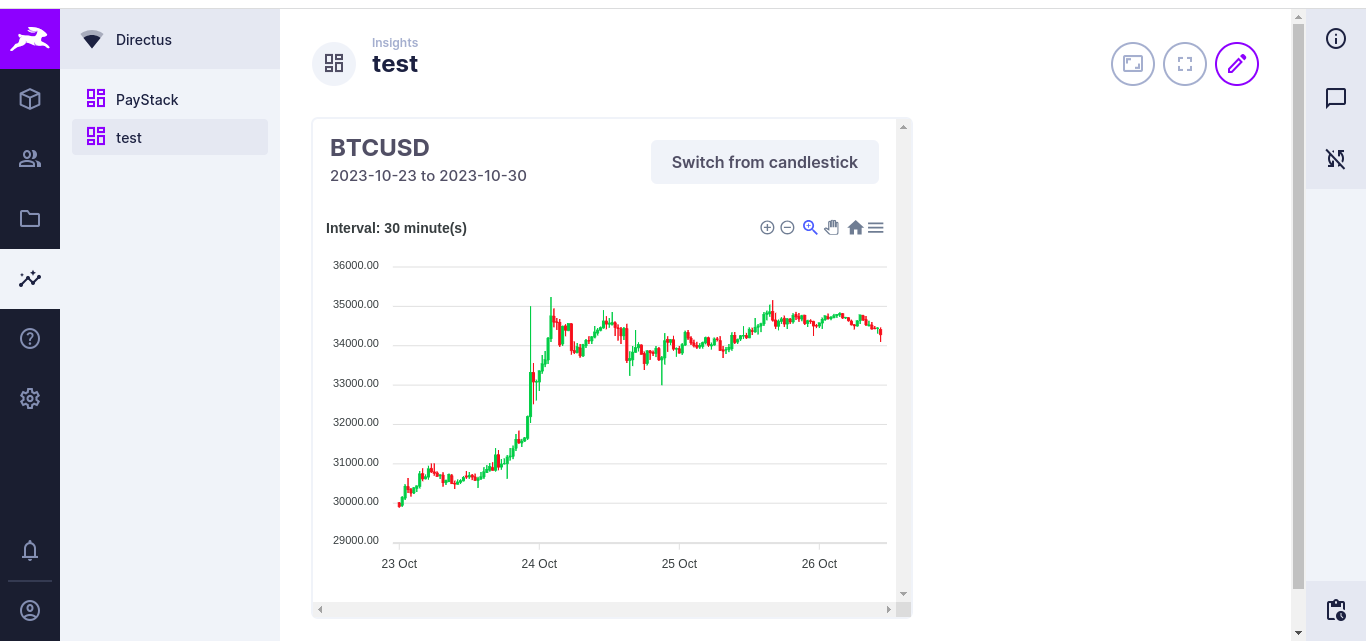 Directus
PayStack
test
Insights
test
BTCUSD
2023-10-23 to 2023-10-30
Switch from candlestick
Interval: 30 minute(s)
36000.00
35000.00
34000.00
33000.00
32000.00
31000.00
30000.00
29000.00
23 Oct
24 Oct
25 Oct
26 Oct